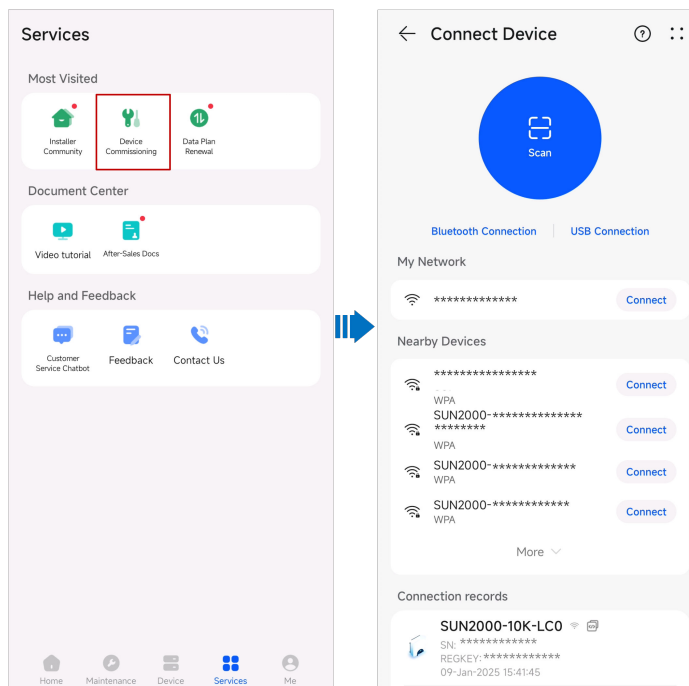 Services
Most Visited
Installer
Community
Device
Commissioning
Data Plan
Renewal
Document Center
Video tutorial
After-Sales Docs
Help and Feedback
Customer
Service Chatbot
Feedback
Contact Us
Home
Maintenance
Device
Services
Me
Connect Device
Scan
Bluetooth Connection
USB Connection
My Network
*************
Connect
Nearby Devices
****************
WPA
Connect
SUN2000-**************
********
WPA
Connect
SUN2000-*************
WPA
Connect
SUN2000-************
WPA
Connect
More
Connection records
SUN2000-10K-LC0
SN: ************
REGKEY: ************
09-Jan-2025 15:41:45